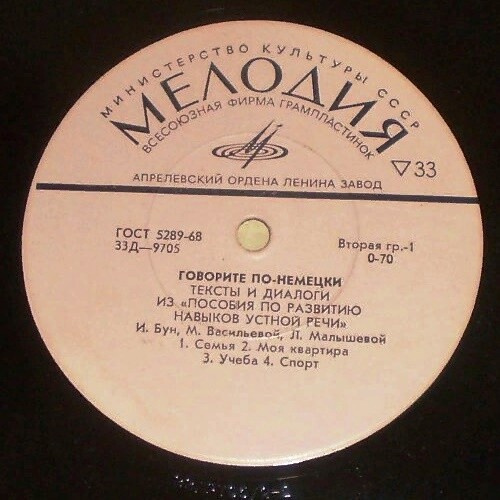 МИНИСТЕРСТВО КУЛЬТУРЫ СССР
МЕЛОДИЯ
ВСЕСОЮЗНАЯ ФИРМА ГРАМПЛАСТИНОК
▽33
АПРЕЛЕВСКИЙ ОРДЕНА ЛЕНИНА ЗАВОД
ГОСТ 5289-68
33Д—9705
Вторая гр.-1
0-70
ГОВОРИТЕ ПО-НЕМЕЦКИ
ТЕКСТЫ И ДИАЛОГИ
ИЗ «ПОСОБИЯ ПО РАЗВИТИЮ
НАВЫКОВ УСТНОЙ РЕЧИ»
И. Бун, М. Васильевой, Л. Малышевой
1. Семья 2. Моя квартира
3. Учеба 4. Спорт